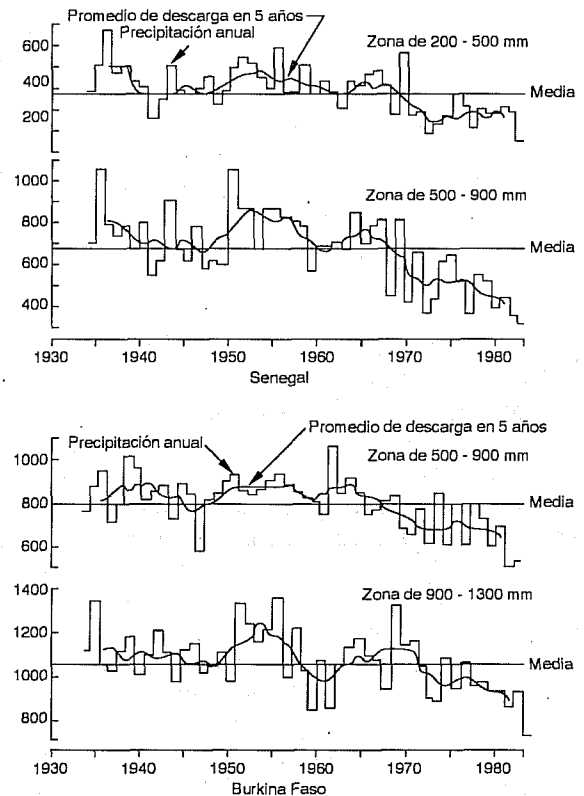 Promedio de descarga en 5 años
Precipitación anual
Zona de 200 - 500 mm
600
400
200
Media
Zona de 500 - 900 mm
1000
800
600
400
Media
1930 1940 1950 1960 1970 1980
Senegal
Promedio de descarga en 5 años
Precipitación anual
Zona de 500 - 900 mm
1000
800
600
Media
Zona de 900 - 1300 mm
1400
1200
1000
800
Media
1930 1940 1950 1960 1970 1980
Burkina Faso